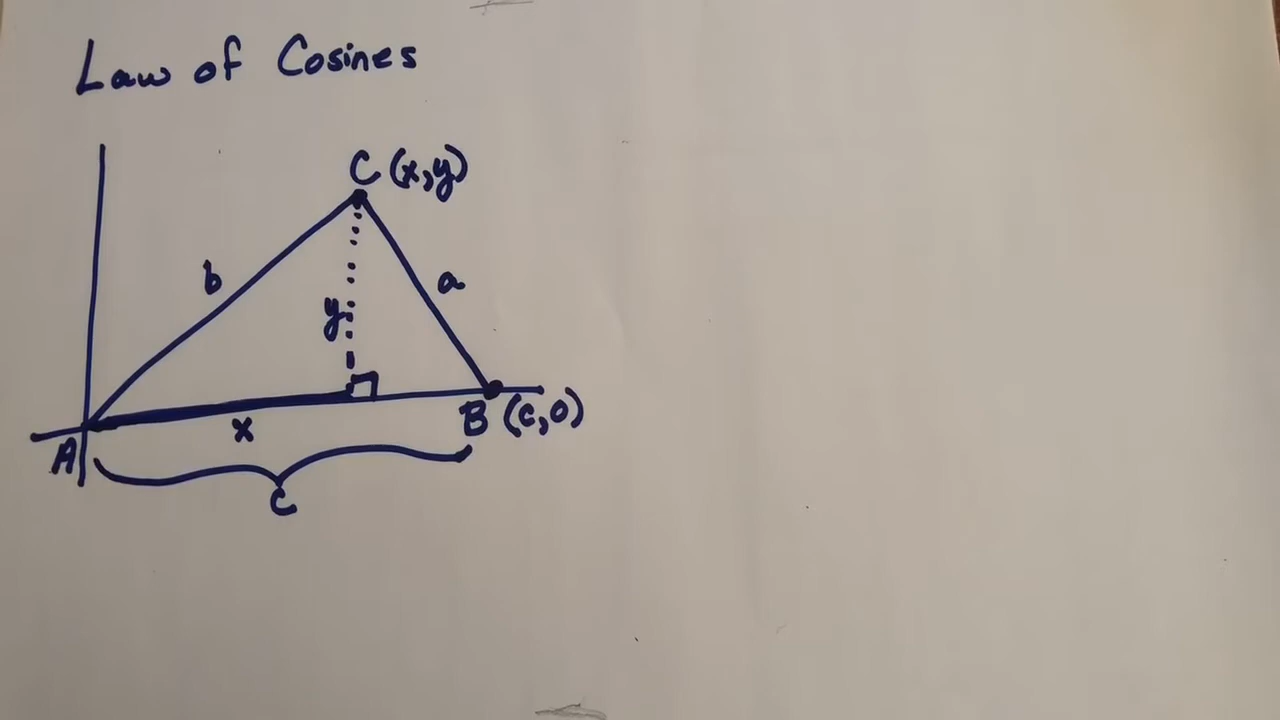 Law of Cosines
C (x,y)
b
a
y
x
A
B (c,0)
C